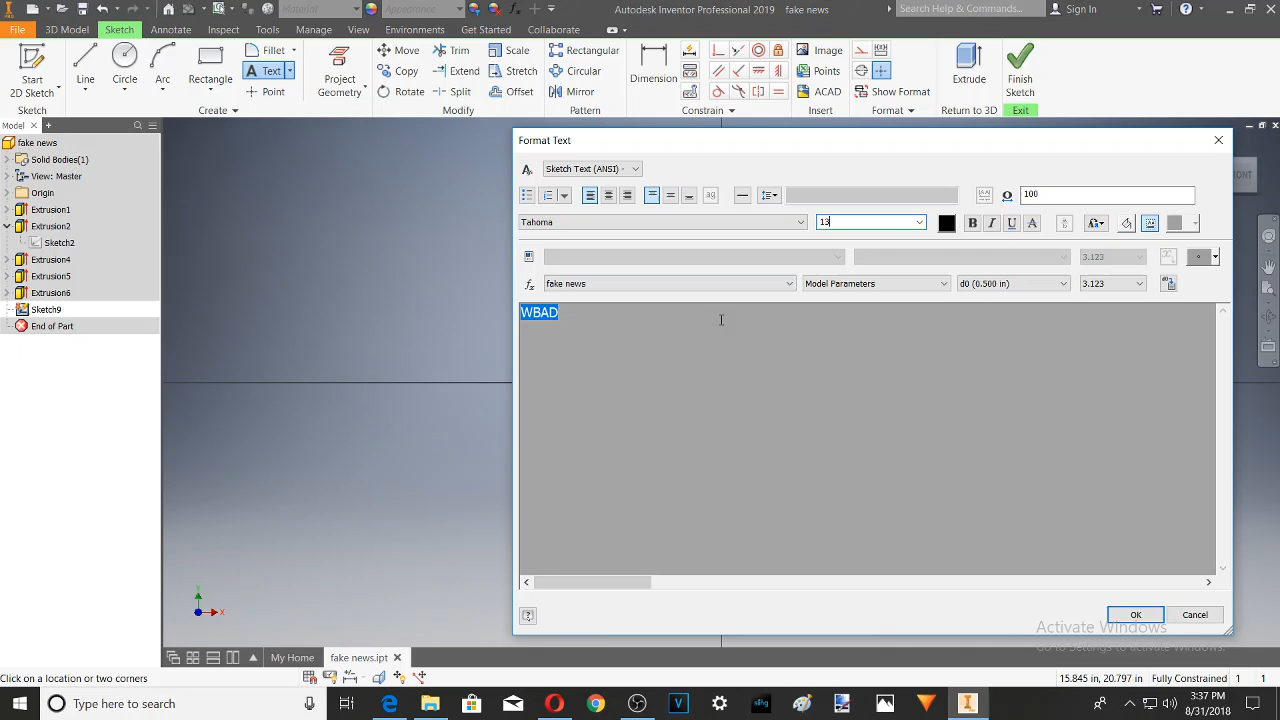 Material
Appearance
Autodesk Inventor Professional 2019 fake news
Search Help & Commands...
Sign In
File
3D Model
Sketch
Annotate
Inspect
Tools
Manage
View
Environments
Get Started
Collaborate
Start
2D Sketch
Line
Circle
Arc
Rectangle
Fillet
Text
Point
Project
Geometry
Move
Copy
Rotate
Trim
Extend
Split
Scale
Stretch
Offset
Rectangular
Circular
Mirror
Dimension
Image
Points
ACAD
Show Format
Extrude
Finish
Sketch
Sketch
Create
Modify
Pattern
Constrain
Insert
Format
Return to 3D
Exit
Model
fake news
Solid Bodies(1)
View: Master
Origin
Extrusion1
Extrusion2
Sketch2
Extrusion4
Extrusion5
Extrusion6
Sketch9
End of Part
Format Text
Sketch Text (ANSI) -
100
Tahoma
13
3.123
fake news
Model Parameters
d0 (0.500 in)
3.123
WBAD
OK
Cancel
Activate Windows
Go to Settings to activate Windows.
X
My Home
fake news.ipt
Click on a location or two corners
15.845 in, 20.797 in
Fully Constrained
1
1
Type here to search
3:37 PM
8/31/2018